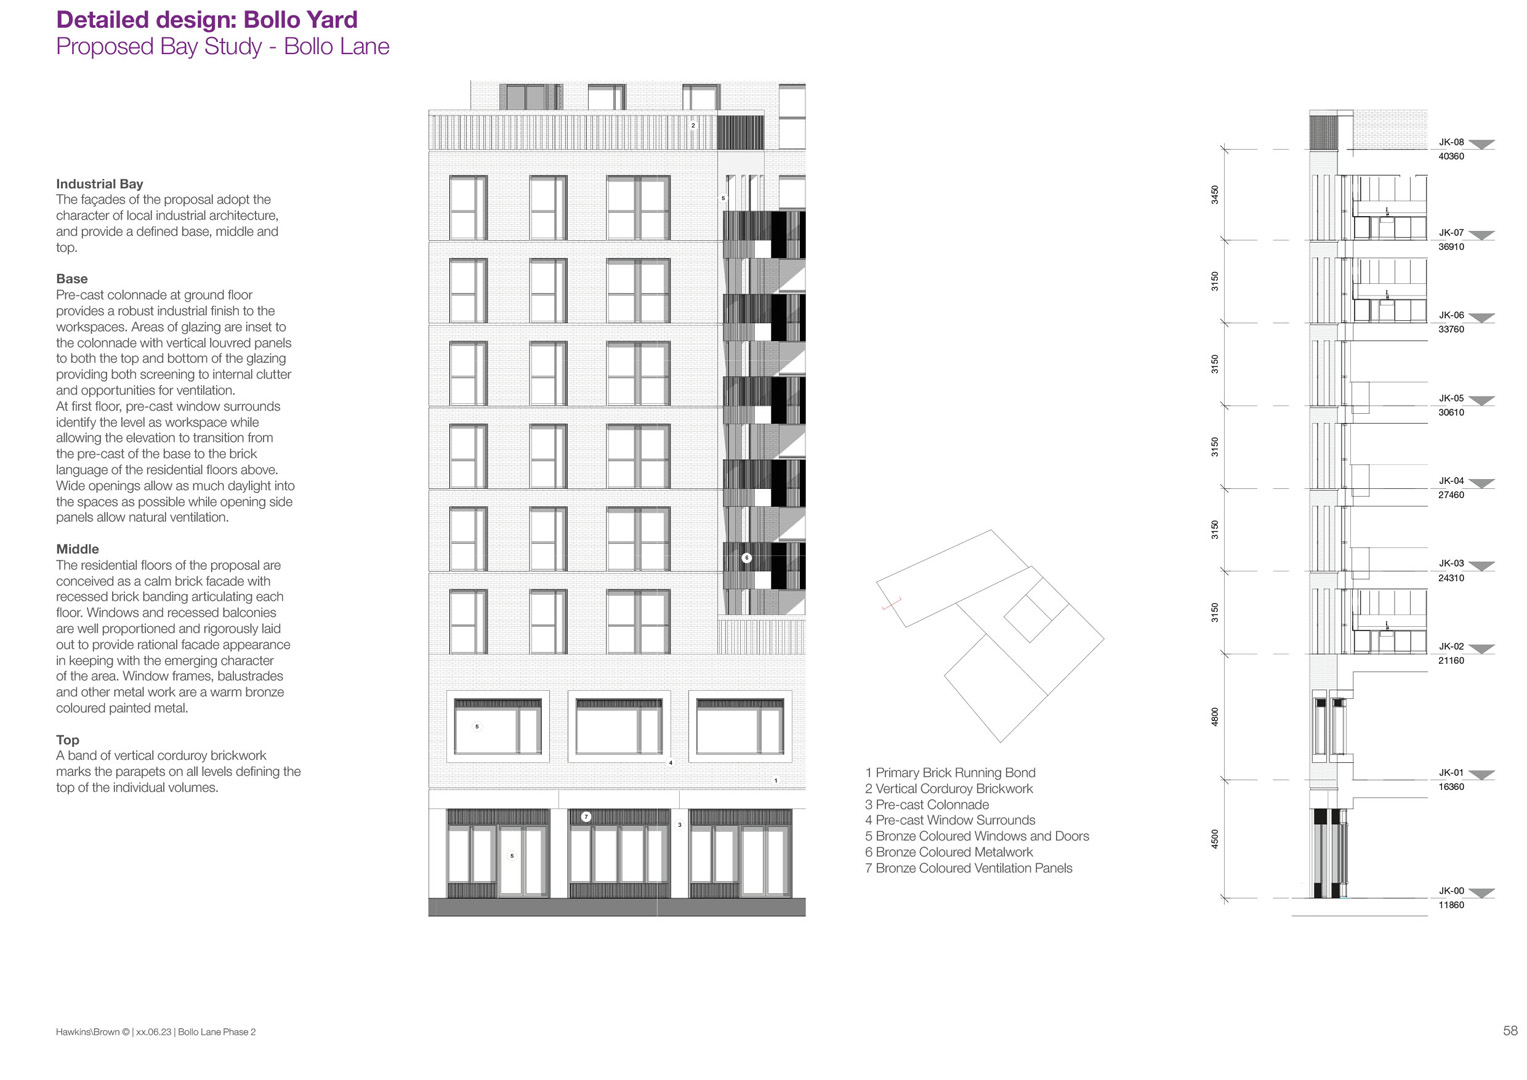 Detailed design: Bollo Yard
Proposed Bay Study - Bollo Lane
Industrial Bay
The façades of the proposal adopt the
character of local industrial architecture,
and provide a defined base, middle and
top.
Base
Pre-cast colonnade at ground floor
provides a robust industrial finish to the
workspaces. Areas of glazing are inset to
the colonnade with vertical louvred panels
to both the top and bottom of the glazing
providing both screening to internal clutter
and opportunities for ventilation.
At first floor, pre-cast window surrounds
identify the level as workspace while
allowing the elevation to transition from
the pre-cast of the base to the brick
language of the residential floors above.
Wide openings allow as much daylight into
the spaces as possible while opening side
panels allow natural ventilation.
Middle
The residential floors of the proposal are
conceived as a calm brick facade with
recessed brick banding articulating each
floor. Windows and recessed balconies
are well proportioned and rigorously laid
out to provide rational facade appearance
in keeping with the emerging character
of the area. Window frames, balustrades
and other metal work are a warm bronze
coloured painted metal.
Top
A band of vertical corduroy brickwork
marks the parapets on all levels defining the
top of the individual volumes.
2
5
6
5
4
1
7
3
5
1 Primary Brick Running Bond
2 Vertical Corduroy Brickwork
3 Pre-cast Colonnade
4 Pre-cast Window Surrounds
5 Bronze Coloured Windows and Doors
6 Bronze Coloured Metalwork
7 Bronze Coloured Ventilation Panels
3450
3150
3150
3150
3150
3150
4800
4500
JK-08
40360
JK-07
36910
JK-06
33760
JK-05
30610
JK-04
27460
JK-03
24310
JK-02
21160
JK-01
16360
JK-00
11860
Hawkins\Brown © | xx.06.23 | Bollo Lane Phase 2
58